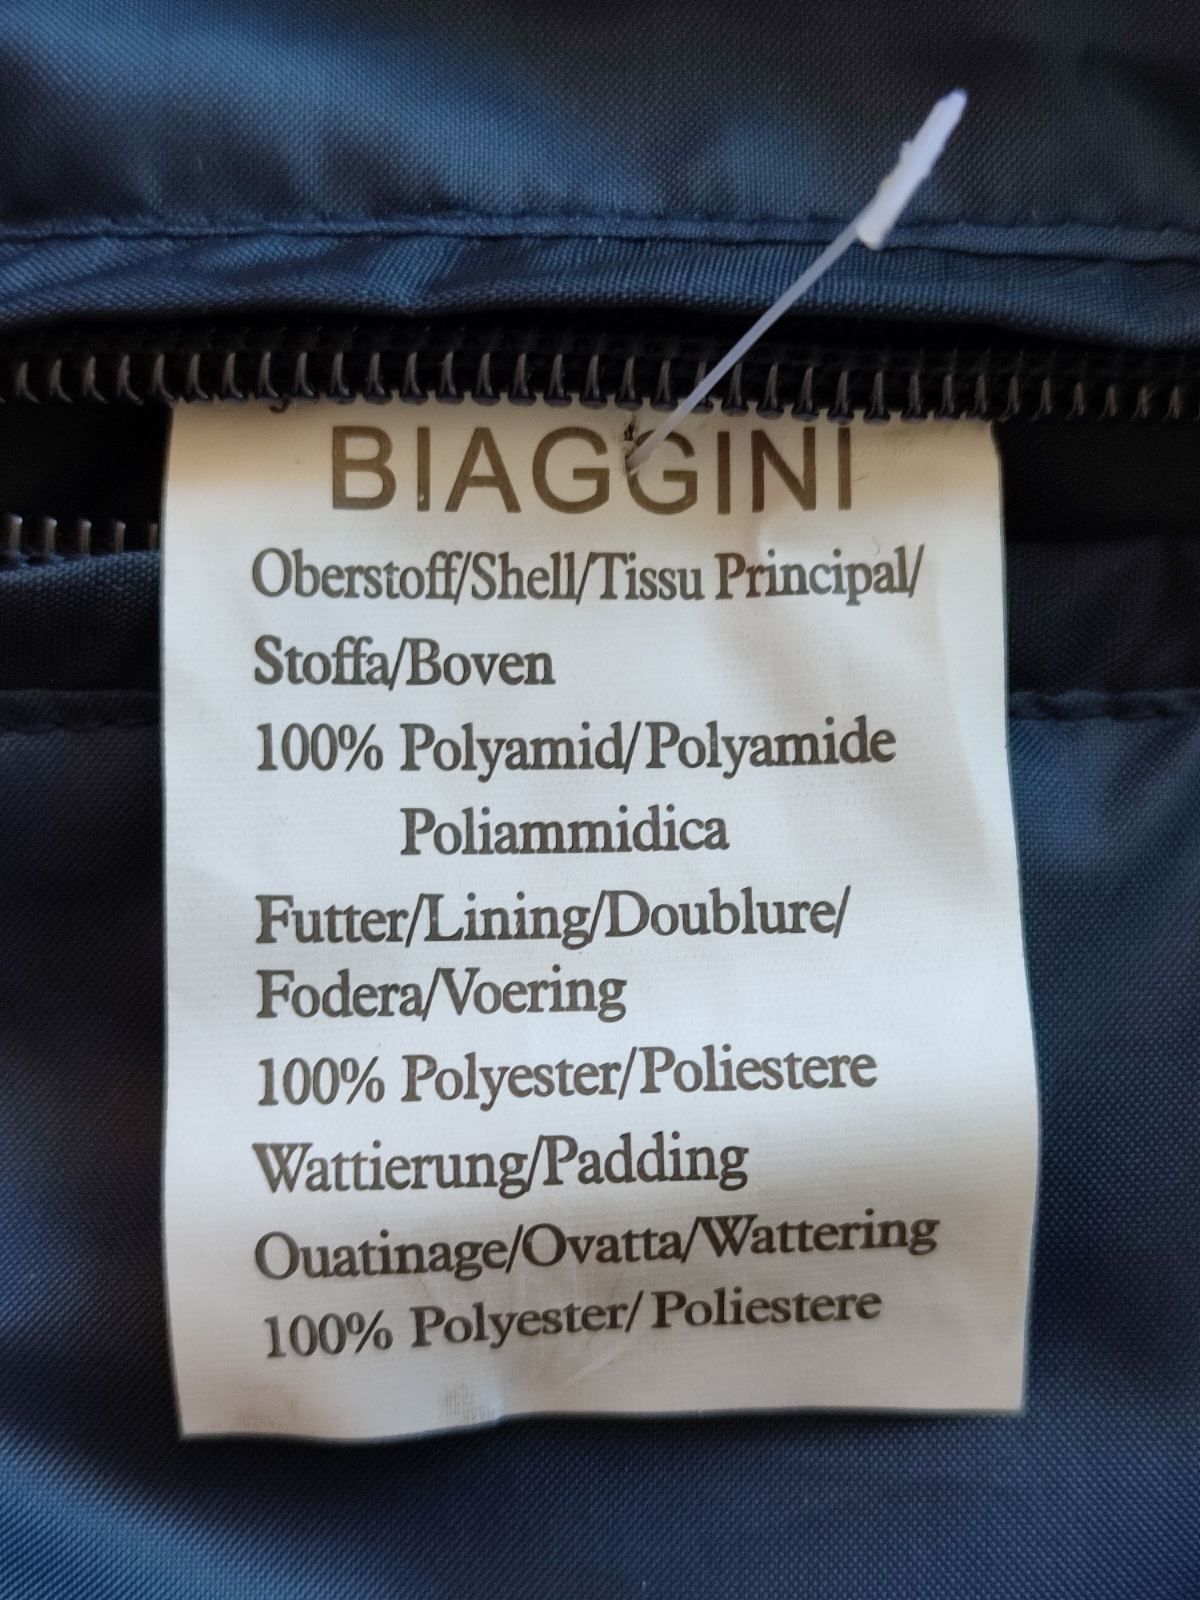 BIAGGINI
Oberstoff/Shell/Tissu Principal/
Stoffa/Boven
100% Polyamid/Polyamide
Poliammidica
Futter/Lining/Doublure/
Fodera/Voering
100% Polyester/Poliestere
Wattierung/Padding
Ouatinage/Ovatta/Wattering
100% Polyester/ Poliestere